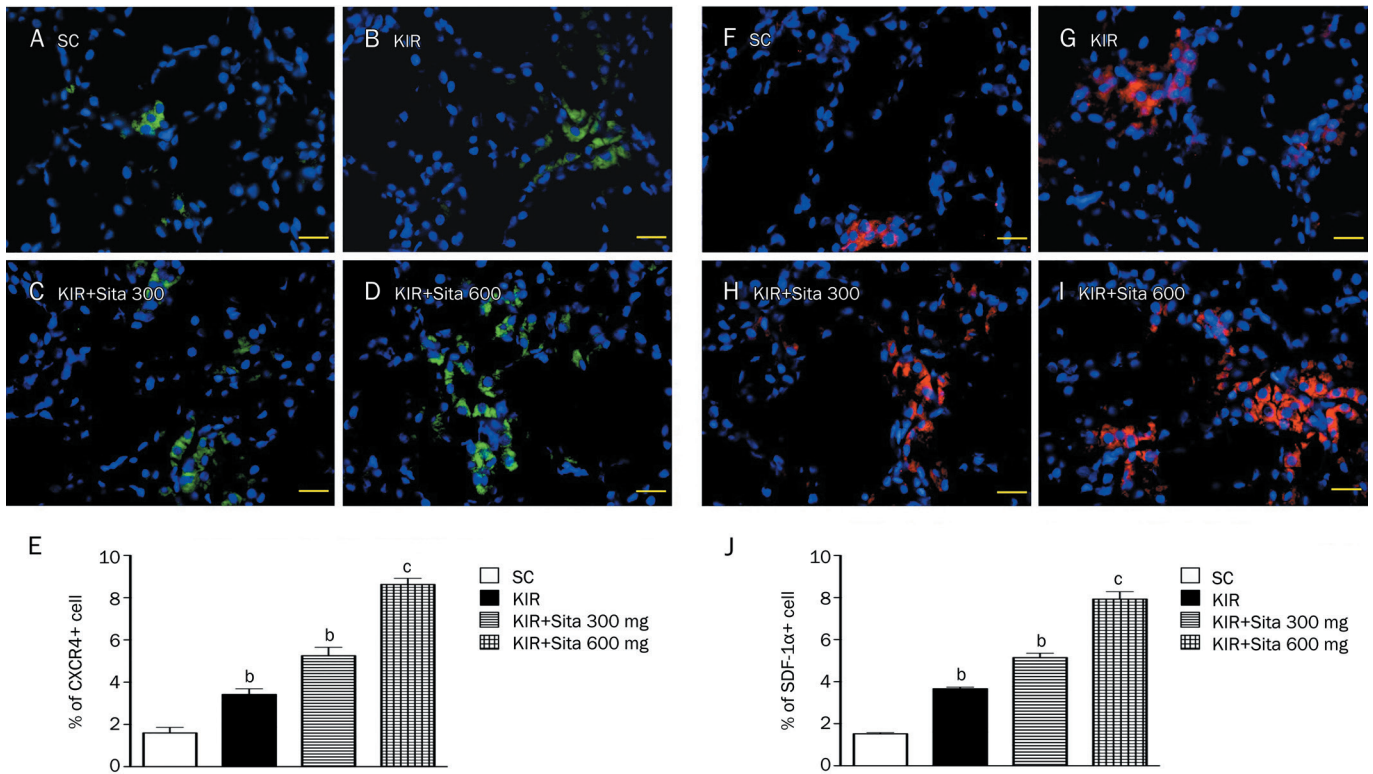 A SC
B KIR
F SC
G KIR
C KIR+Sita 300
D KIR+Sita 600
H KIR+Sita 300
I KIR+Sita 600
E
% of CXCR4+ cell
10
8
6
4
2
0
b
b
c
SC
KIR
KIR+Sita 300 mg
KIR+Sita 600 mg
J
% of SDF-1α+ cell
10
8
6
4
2
0
b
b
c
SC
KIR
KIR+Sita 300 mg
KIR+Sita 600 mg